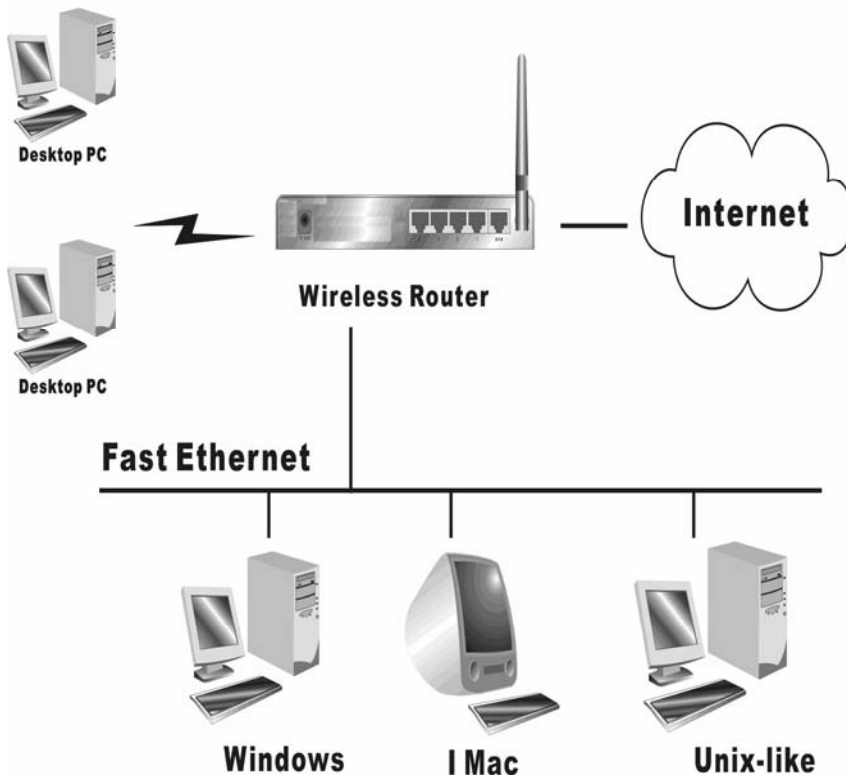 Desktop PC
Internet
Wireless Router
Desktop PC
Fast Ethernet
Windows
I Mac
Unix-like